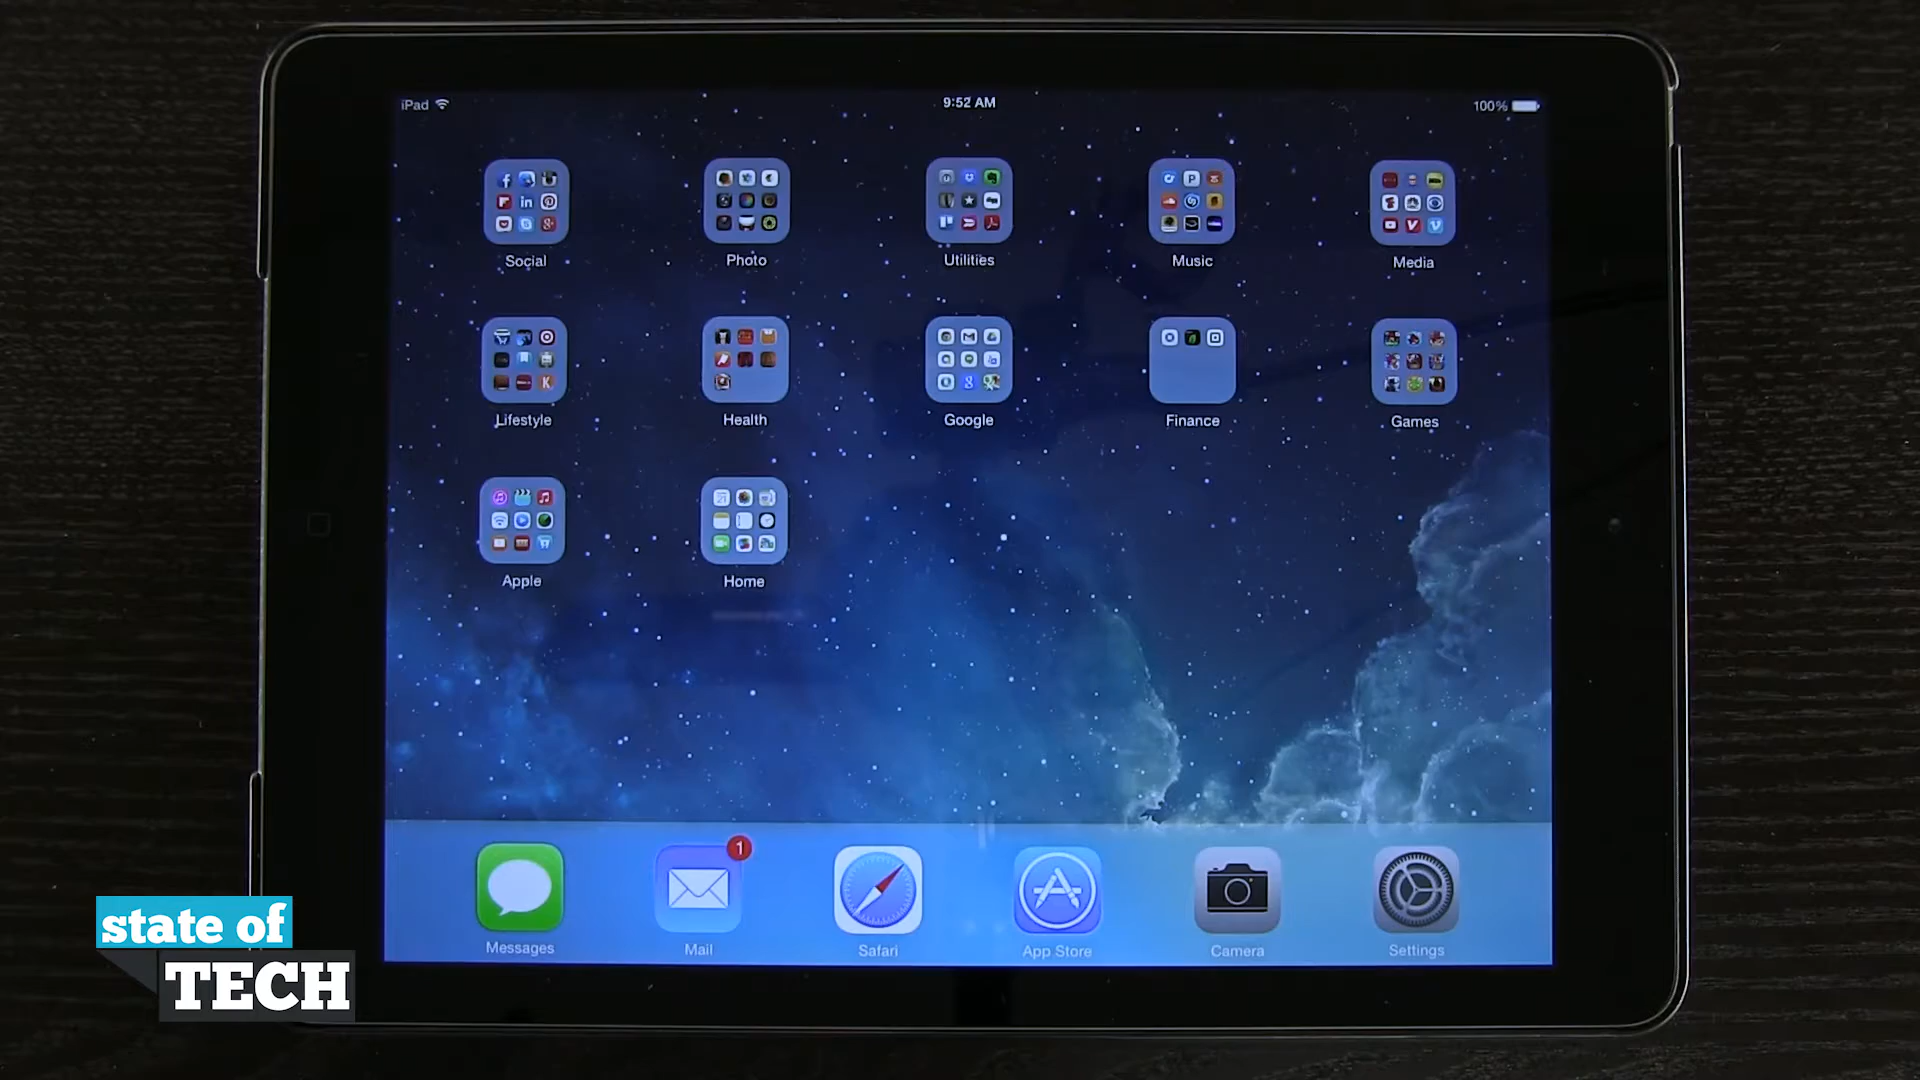 iPad
9:52 AM
100%
Social
Photo
Utilities
Music
Media
Lifestyle
Health
Google
Finance
Games
Apple
Home
1
Messages
Mail
Safari
App Store
Camera
Settings
state of
TECH